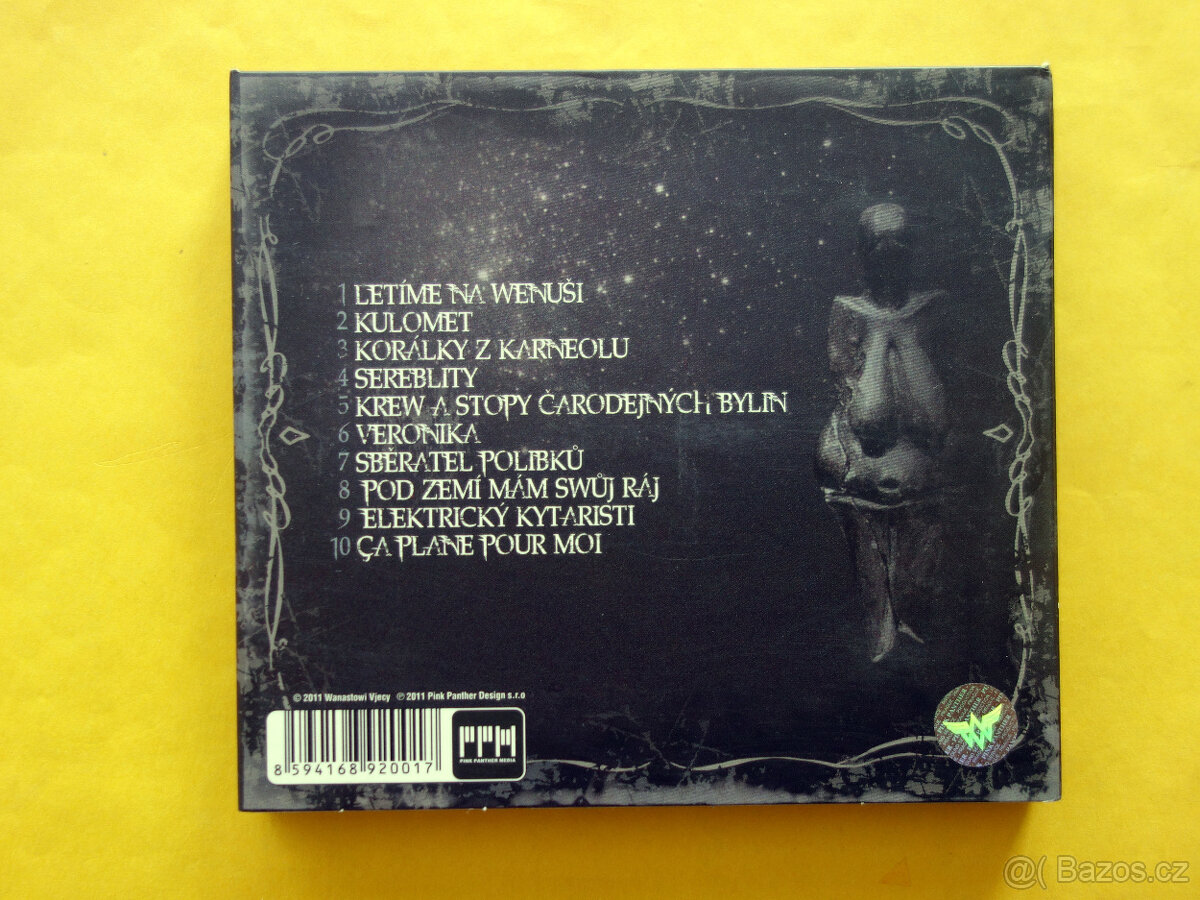 1 LETÍME NA WENUŠI
2 KULOMET
3 KORÁLKY Z KARNEOLU
4 SEREBLITY
5 KREW A STOPY ČARODEJNÝCH BYLIN
6 VERONIKA
7 SBĚRATEL POLIBKŮ
8 POD ZEMÍ MÁM SWŮJ RÁJ
9 ELEKTRICKÝ KYTARISTI
10 ÇA PLANE POUR MOI
© 2011 Wanastowi Vjecy ℗ 2011 Pink Panther Design s.r.o
PPM
PINK PANTHER MEDIA
8 594168 920017
@( Bazos.cz